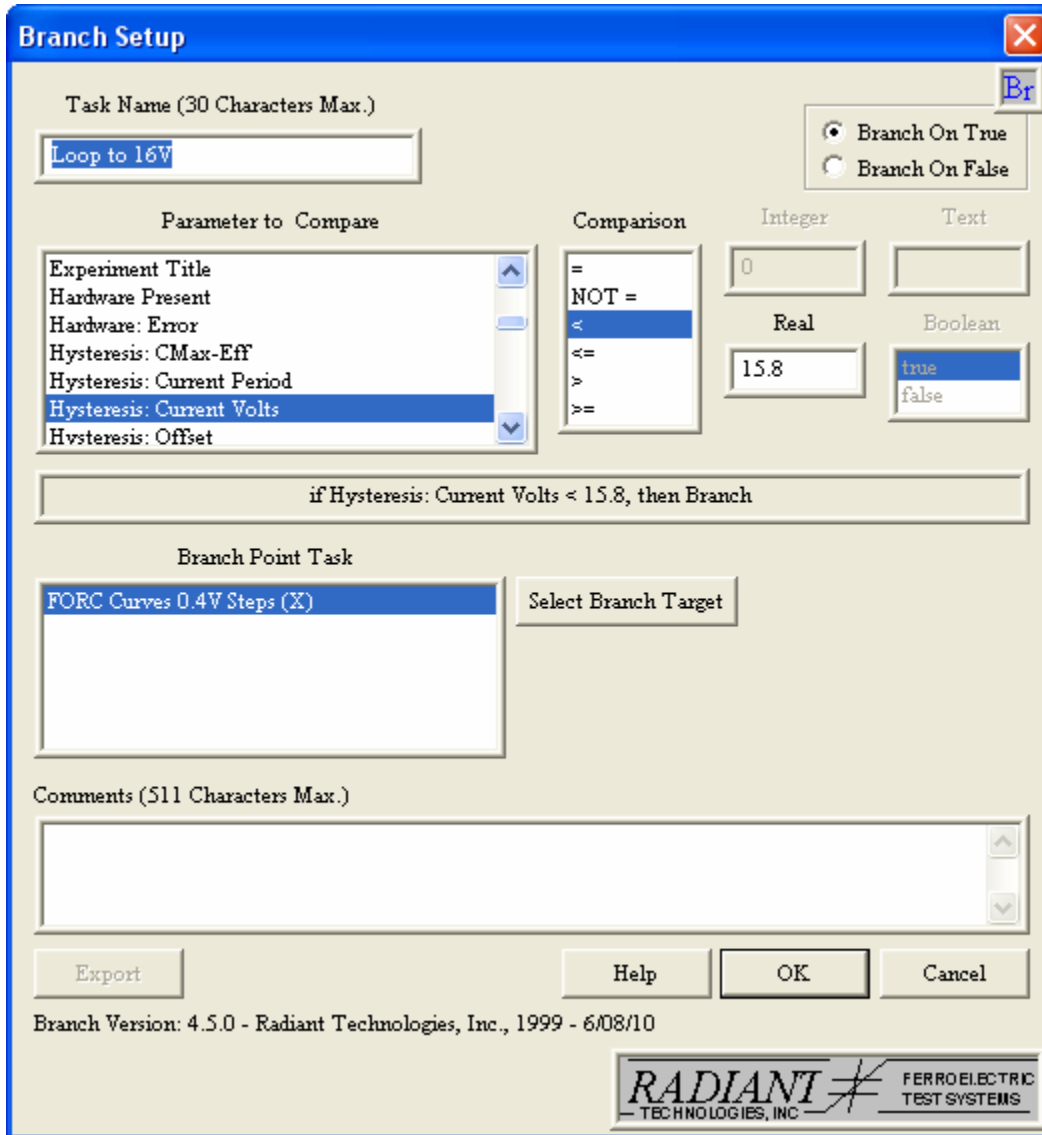 Branch Setup
Br
Task Name (30 Characters Max.)
Loop to 16V
Branch On True
Branch On False
Parameter to Compare
Experiment Title
Hardware Present
Hardware: Error
Hysteresis: CMax-Eff
Hysteresis: Current Period
Hysteresis: Current Volts
Hysteresis: Offset
Comparison
=
NOT =
<
<=
>
>=
Integer
0
Text
Real
15.8
Boolean
true
false
if Hysteresis: Current Volts < 15.8, then Branch
Branch Point Task
FORC Curves 0.4V Steps (X)
Select Branch Target
Comments (511 Characters Max.)
Export
Help
OK
Cancel
Branch Version: 4.5.0 - Radiant Technologies, Inc., 1999 - 6/08/10
RADIANT
TECHNOLOGIES, INC
FERROELECTRIC
TEST SYSTEMS